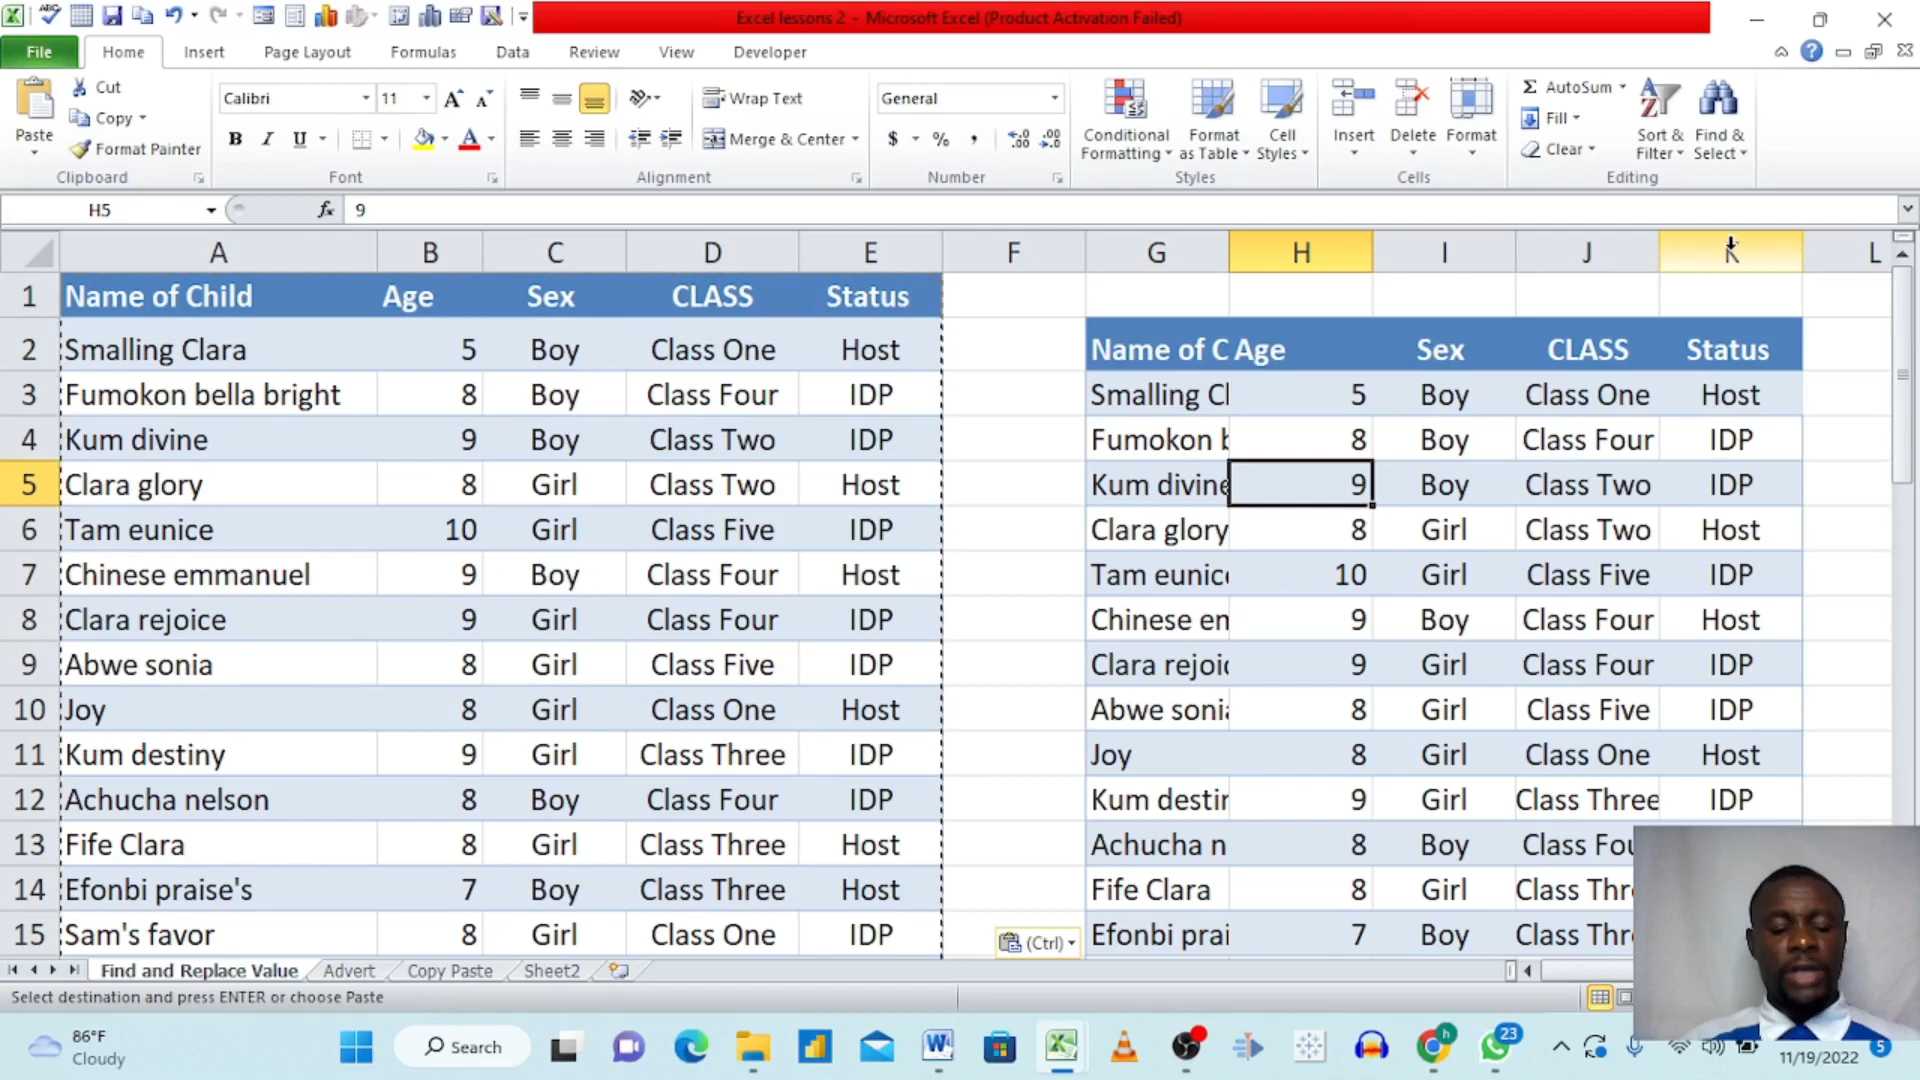 Excel lessons 2 - Microsoft Excel (Product Activation Failed)
File Home Insert Page Layout Formulas Data Review View Developer
Paste Cut Copy Format Painter Clipboard
Calibri 11 B I U Font
Wrap Text Merge & Center Alignment
General $ % , Number
Conditional Formatting Format as Table Cell Styles Styles
Insert Delete Format Cells
Σ AutoSum Fill Clear Sort & Filter Find & Select Editing
H5 fx 9
A B C D E F G H I J K L
1 Name of Child Age Sex CLASS Status
2 Smalling Clara 5 Boy Class One Host Name of C Age Sex CLASS Status
3 Fumokon bella bright 8 Boy Class Four IDP Smalling Cl 5 Boy Class One Host
4 Kum divine 9 Boy Class Two IDP Fumokon b 8 Boy Class Four IDP
5 Clara glory 8 Girl Class Two Host Kum divine 9 Boy Class Two IDP
6 Tam eunice 10 Girl Class Five IDP Clara glory 8 Girl Class Two Host
7 Chinese emmanuel 9 Boy Class Four Host Tam eunice 10 Girl Class Five IDP
8 Clara rejoice 9 Girl Class Four IDP Chinese em 9 Boy Class Four Host
9 Abwe sonia 8 Girl Class Five IDP Clara rejoic 9 Girl Class Four IDP
10 Joy 8 Girl Class One Host Abwe sonia 8 Girl Class Five IDP
11 Kum destiny 9 Girl Class Three IDP Joy 8 Girl Class One Host
12 Achucha nelson 8 Boy Class Four IDP Kum destin 9 Girl Class Three IDP
13 Fife Clara 8 Girl Class Three Host Achucha n 8 Boy Class Fou
14 Efonbi praise's 7 Boy Class Three Host Fife Clara 8 Girl Class Thr
15 Sam's favor 8 Girl Class One IDP (Ctrl) Efonbi prai 7 Boy Class Thr
Find and Replace Value Advert Copy Paste Sheet2
Select destination and press ENTER or choose Paste
86°F
Cloudy
Search
23
11/19/2022 5